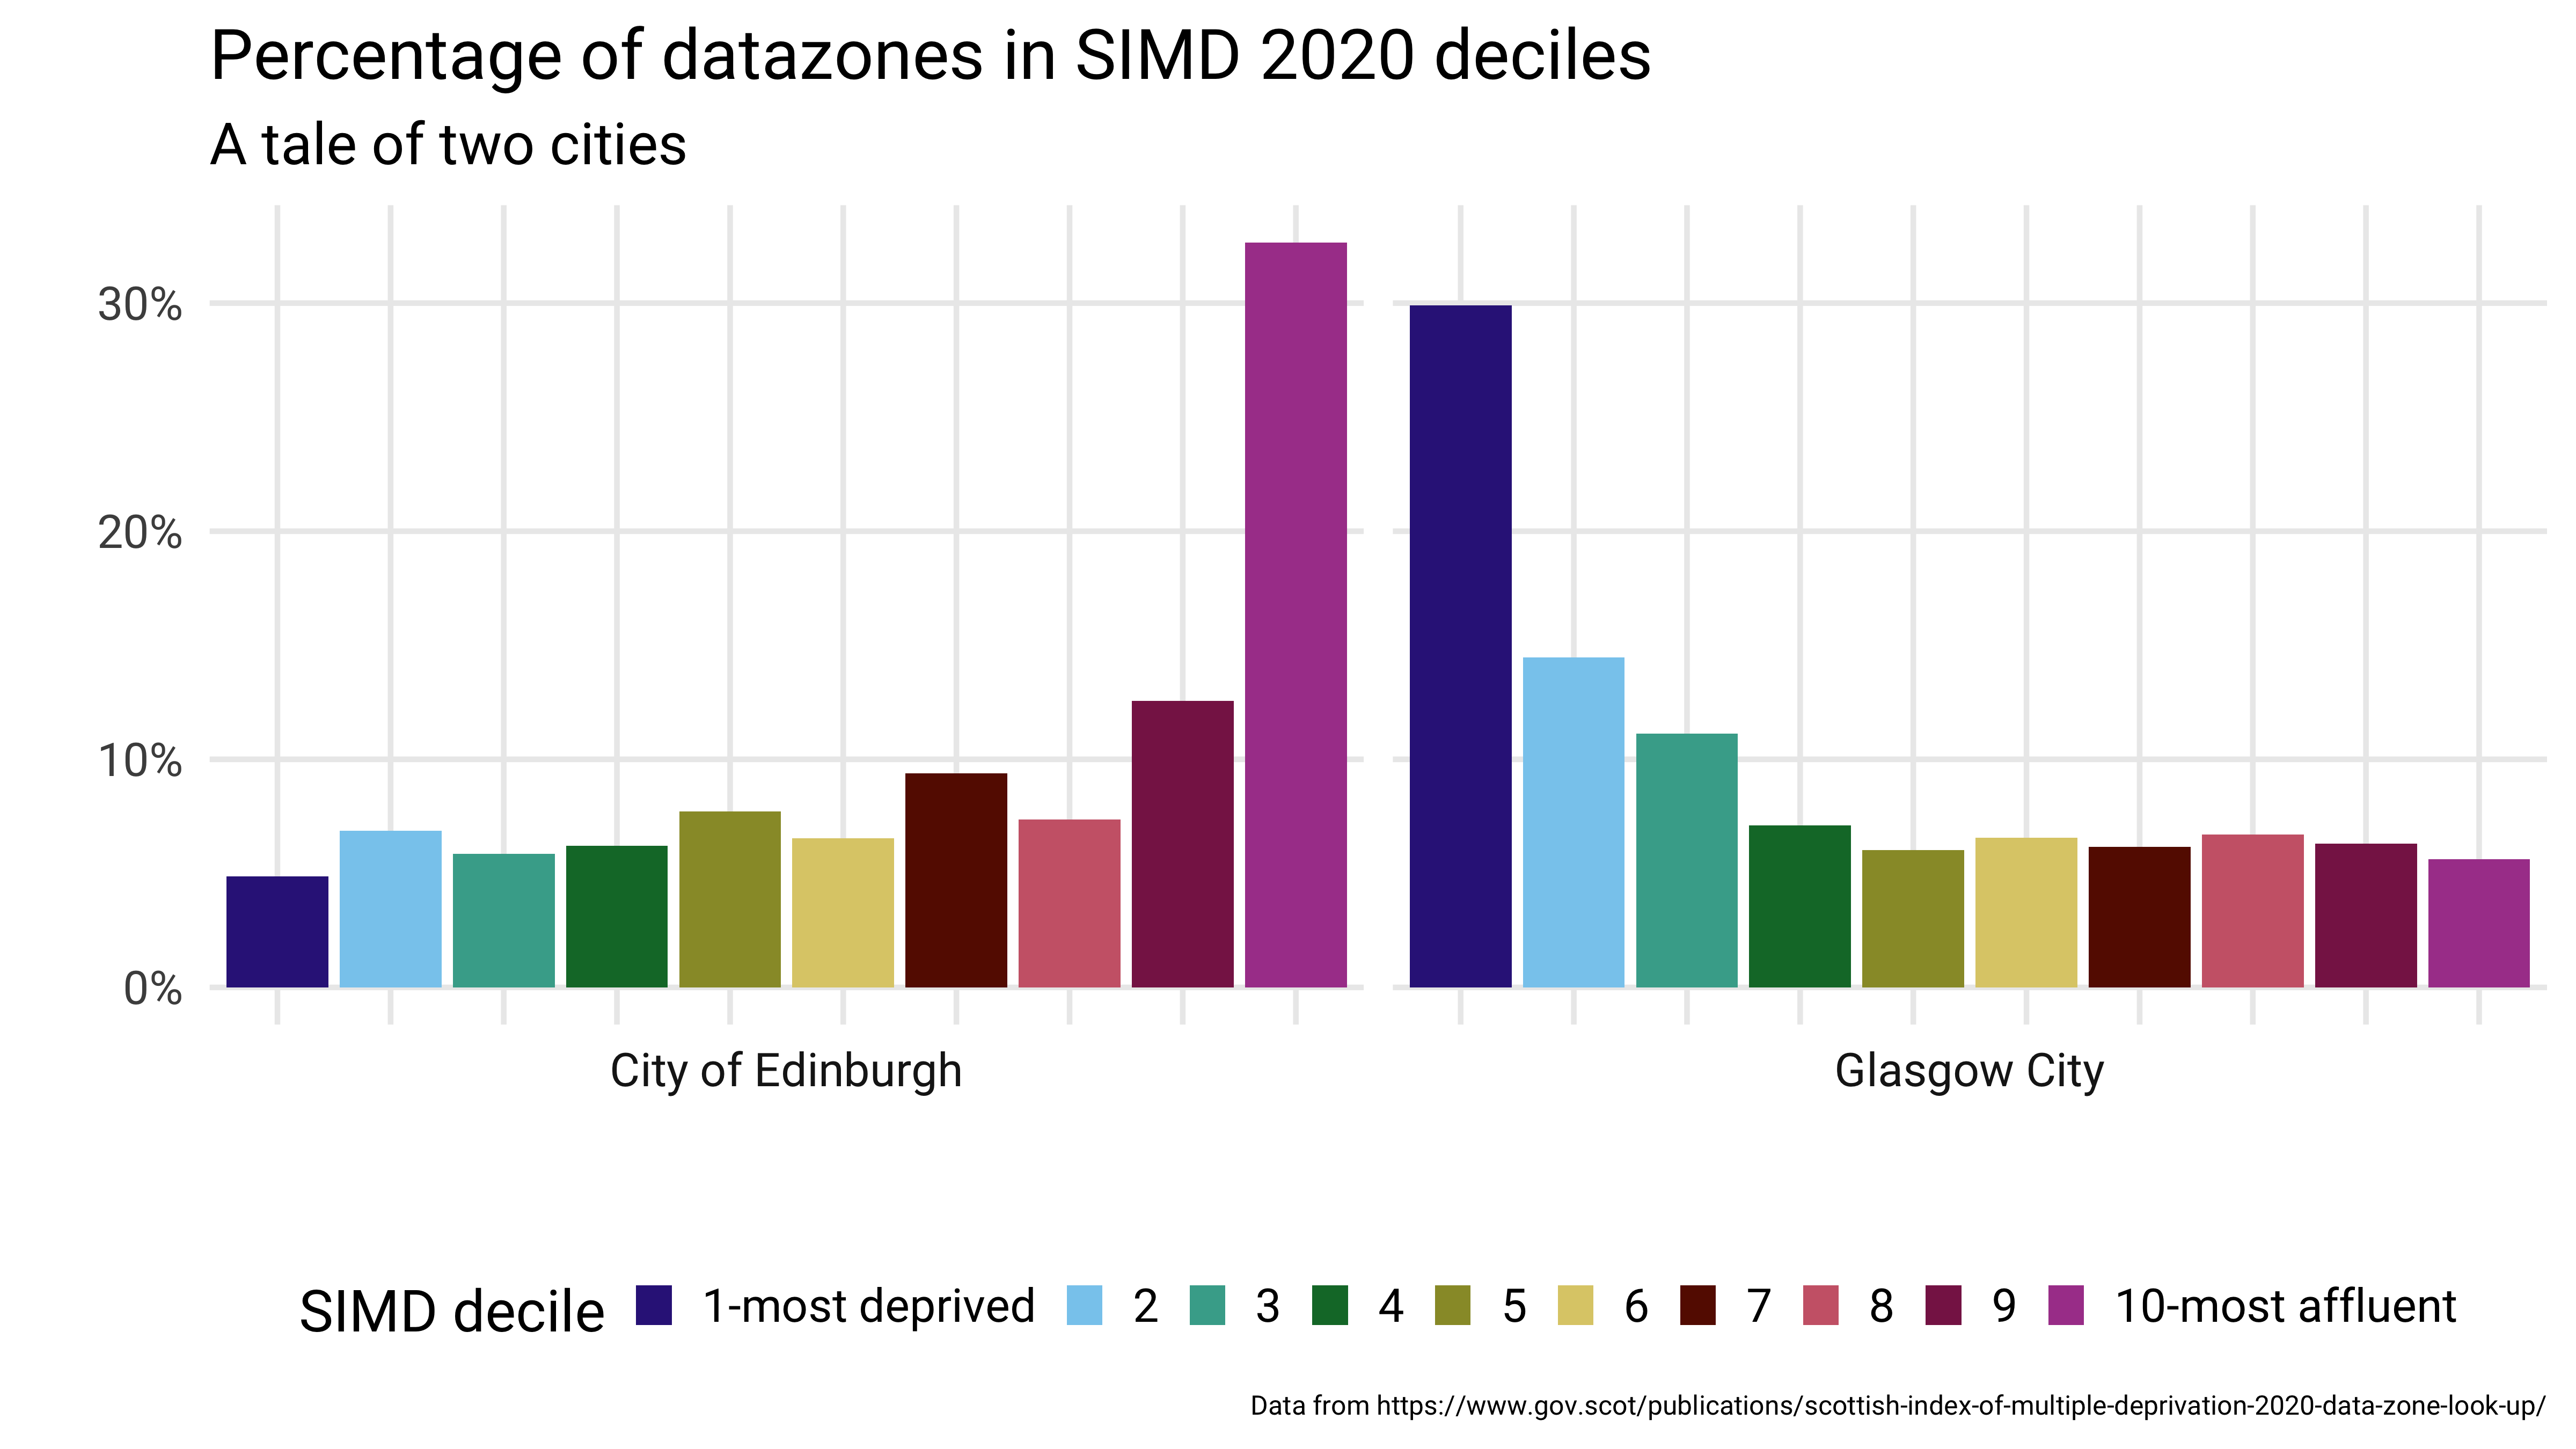 Percentage of datazones in SIMD 2020 deciles
A tale of two cities
30%
20%
10%
0%
City of Edinburgh
Glasgow City
SIMD decile 1-most deprived 2 3 4 5 6 7 8 9 10-most affluent
Data from https://www.gov.scot/publications/scottish-index-of-multiple-deprivation-2020-data-zone-look-up/